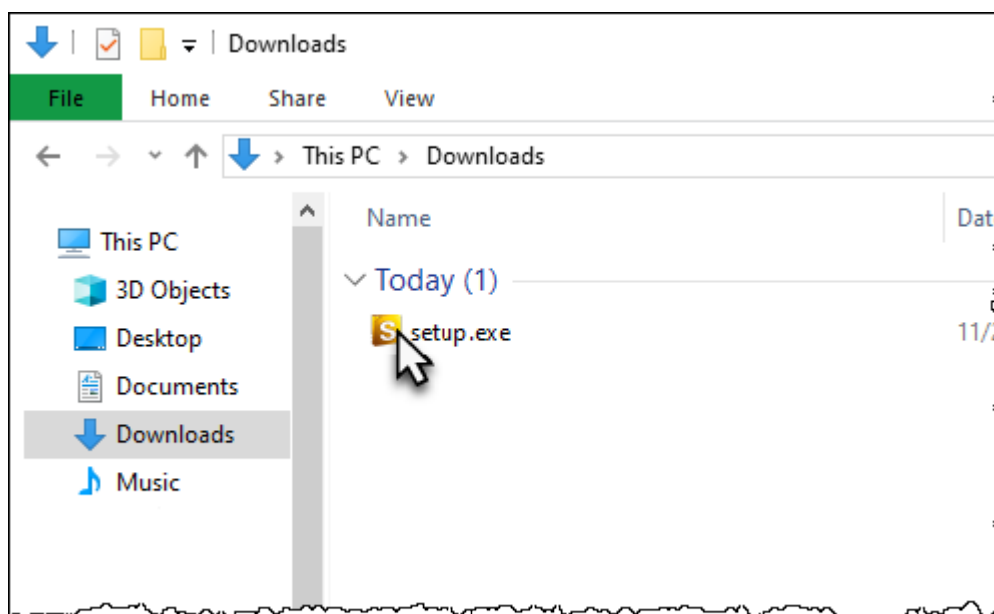 Downloads
File Home Share View
This PC > Downloads
Name Dat
This PC
3D Objects
Desktop
Documents
Downloads
Music
Today (1)
S setup.exe 11/2